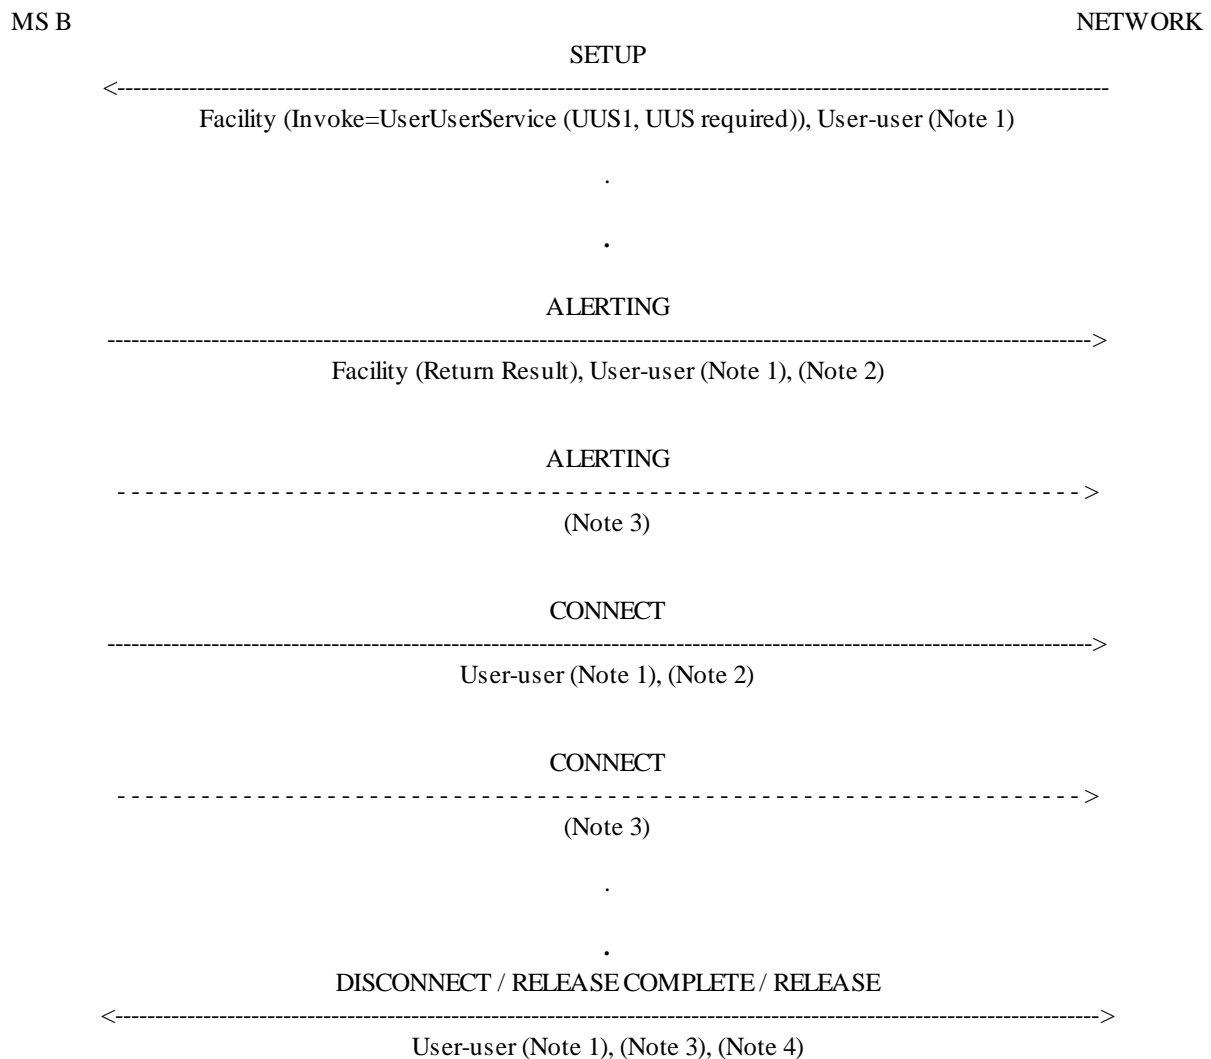 MS B NETWORK
SETUP
<------------------------------------------------------------------------------------------------------------------------------
Facility (Invoke=UserUserService (UUS1, UUS required)), User-user (Note 1)
.
.
ALERTING
------------------------------------------------------------------------------------------------------------------------------>
Facility (Return Result), User-user (Note 1), (Note 2)
ALERTING
- - - - - - - - - - - - - - - - - - - - - - - - - - - - - - - - - - - - - - - - - - - - - - - - - - - - - - - - - - - - - - - - - - - - - >
(Note 3)
CONNECT
------------------------------------------------------------------------------------------------------------------------------>
User-user (Note 1), (Note 2)
CONNECT
- - - - - - - - - - - - - - - - - - - - - - - - - - - - - - - - - - - - - - - - - - - - - - - - - - - - - - - - - - - - - - - - - - - - - >
(Note 3)
.
.
DISCONNECT / RELEASE COMPLETE / RELEASE
<------------------------------------------------------------------------------------------------------------------------------>
User-user (Note 1), (Note 3), (Note 4)